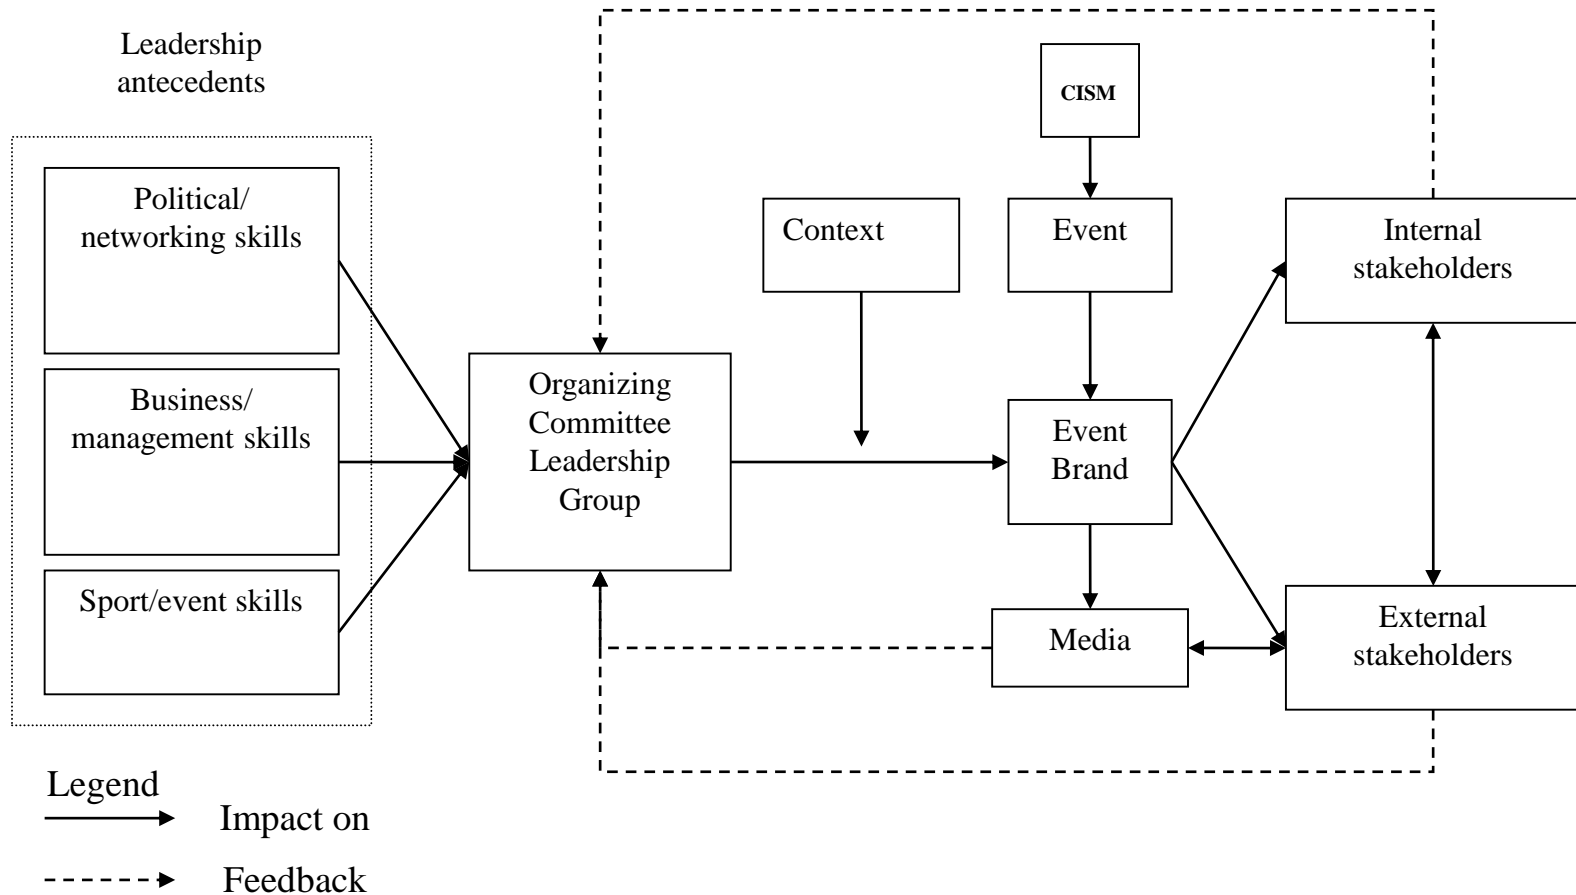 Leadership
antecedents
Political/
networking skills
Business/
management skills
Sport/event skills
Organizing
Committee
Leadership
Group
Context
CISM
Event
Event
Brand
Media
Internal
stakeholders
External
stakeholders
Legend
Impact on
Feedback